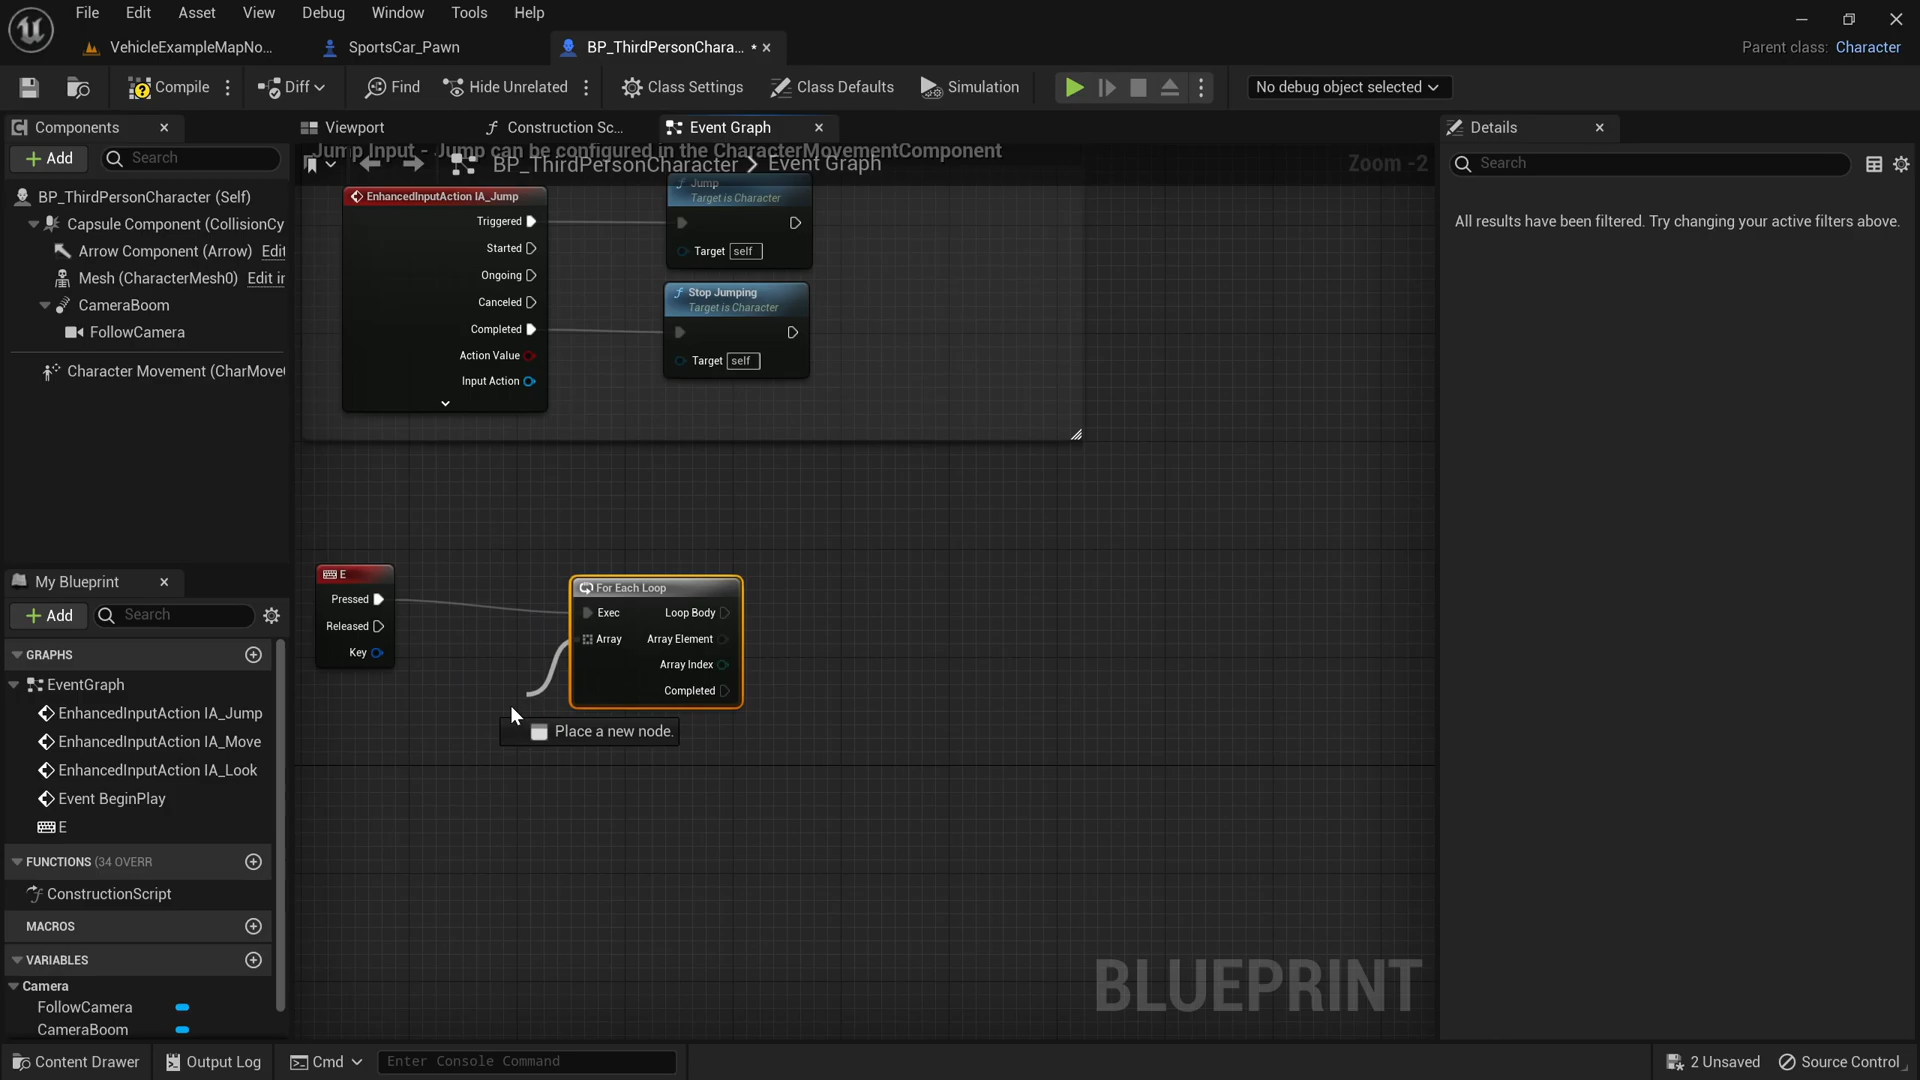 File Edit Asset View Debug Window Tools Help
VehicleExampleMapNo... SportsCar_Pawn BP_ThirdPersonChara... * Parent class: Character
Compile Diff Find Hide Unrelated Class Settings Class Defaults Simulation No debug object selected
Components Viewport Construction Sc... Event Graph Details
Jump Input - Jump can be configured in the CharacterMovementComponent
+ Add Search BP_ThirdPersonCharacter > Event Graph Zoom -2 Search
BP_ThirdPersonCharacter (Self)
Capsule Component (CollisionCy
Arrow Component (Arrow) Edit
Mesh (CharacterMesh0) Edit in
CameraBoom
FollowCamera
Character Movement (CharMove
EnhancedInputAction IA_Jump
Triggered
Started
Ongoing
Canceled
Completed
Action Value
Input Action
Jump
Target is Character
Target self
Stop Jumping
Target is Character
Target self
All results have been filtered. Try changing your active filters above.
E
Pressed
Released
Key
For Each Loop
Exec Loop Body
Array Array Element
Array Index
Completed
Place a new node.
My Blueprint
+ Add Search
GRAPHS
EventGraph
EnhancedInputAction IA_Jump
EnhancedInputAction IA_Move
EnhancedInputAction IA_Look
Event BeginPlay
E
FUNCTIONS (34 OVERR
ConstructionScript
MACROS
VARIABLES
Camera
FollowCamera
CameraBoom
BLUEPRINT
Content Drawer Output Log Cmd Enter Console Command 2 Unsaved Source Control